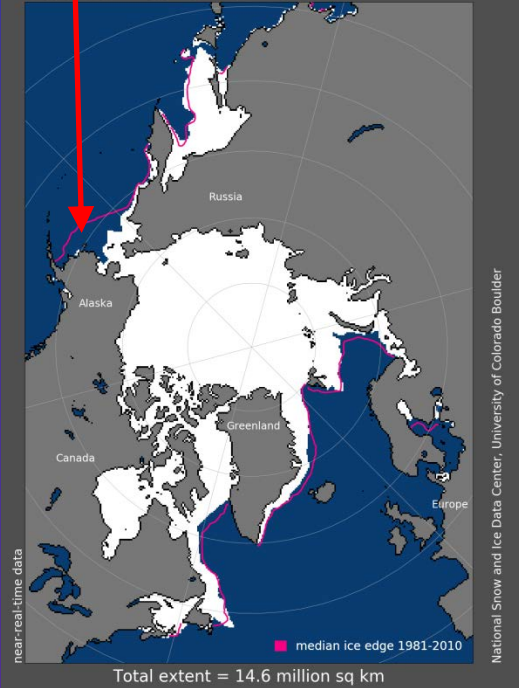 Russia
Alaska
Greenland
Canada
Europe
median ice edge 1981-2010
Total extent = 14.6 million sq km
near-real-time data
National Snow and Ice Data Center, University of Colorado Boulder